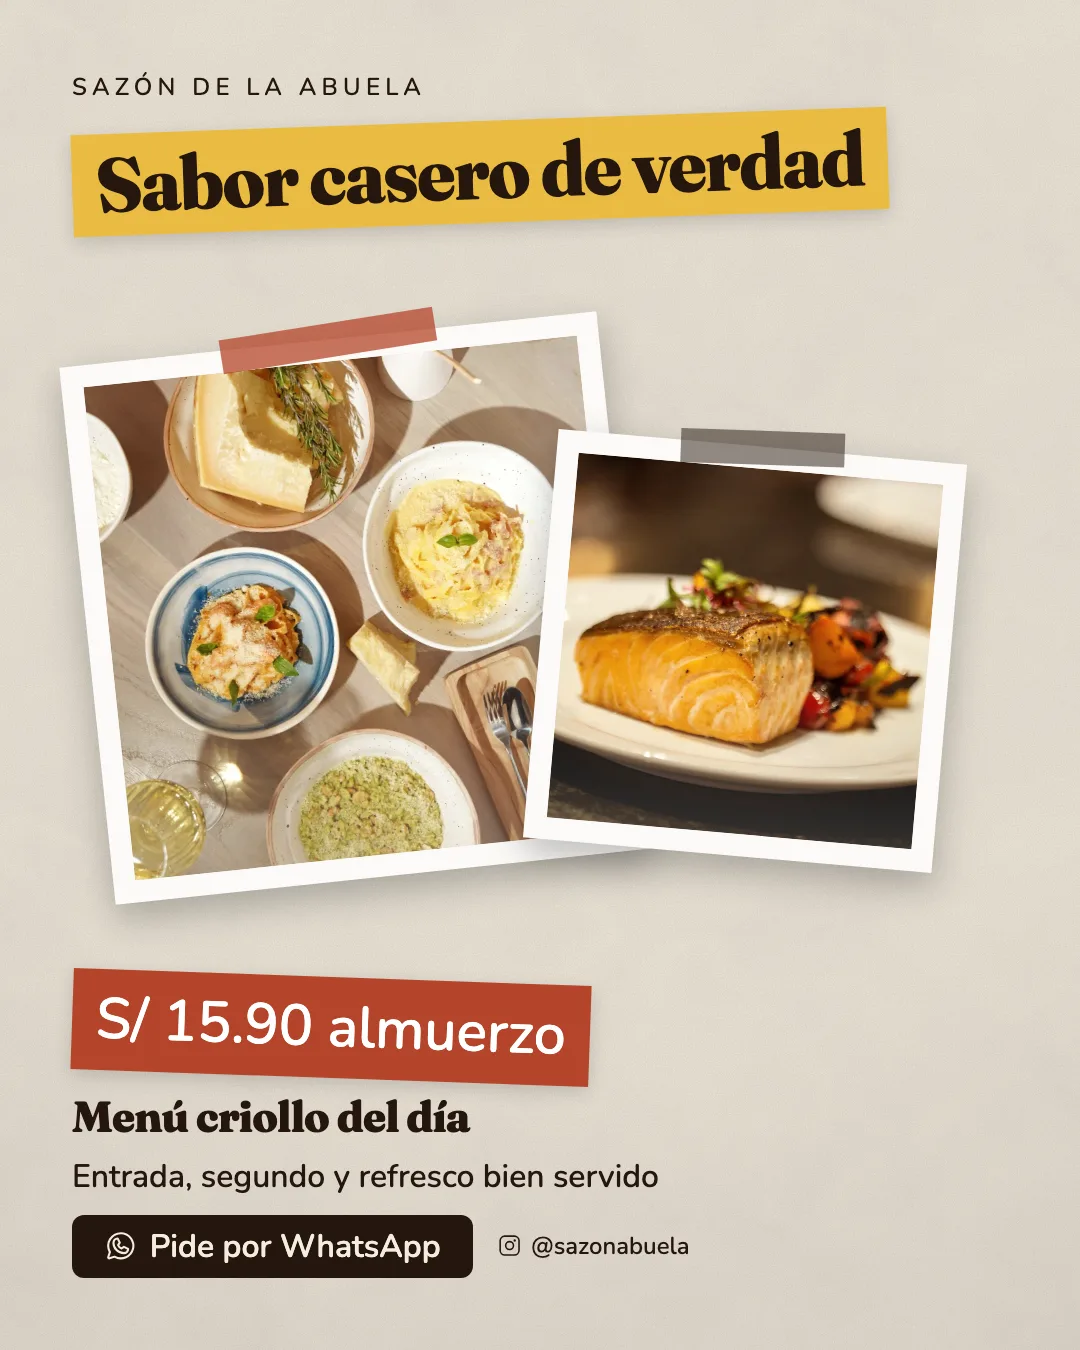 SAZÓN DE LA ABUELA
Sabor casero de verdad
S/ 15.90 almuerzo
Menú criollo del día
Entrada, segundo y refresco bien servido
Pide por WhatsApp
@sazonabuela